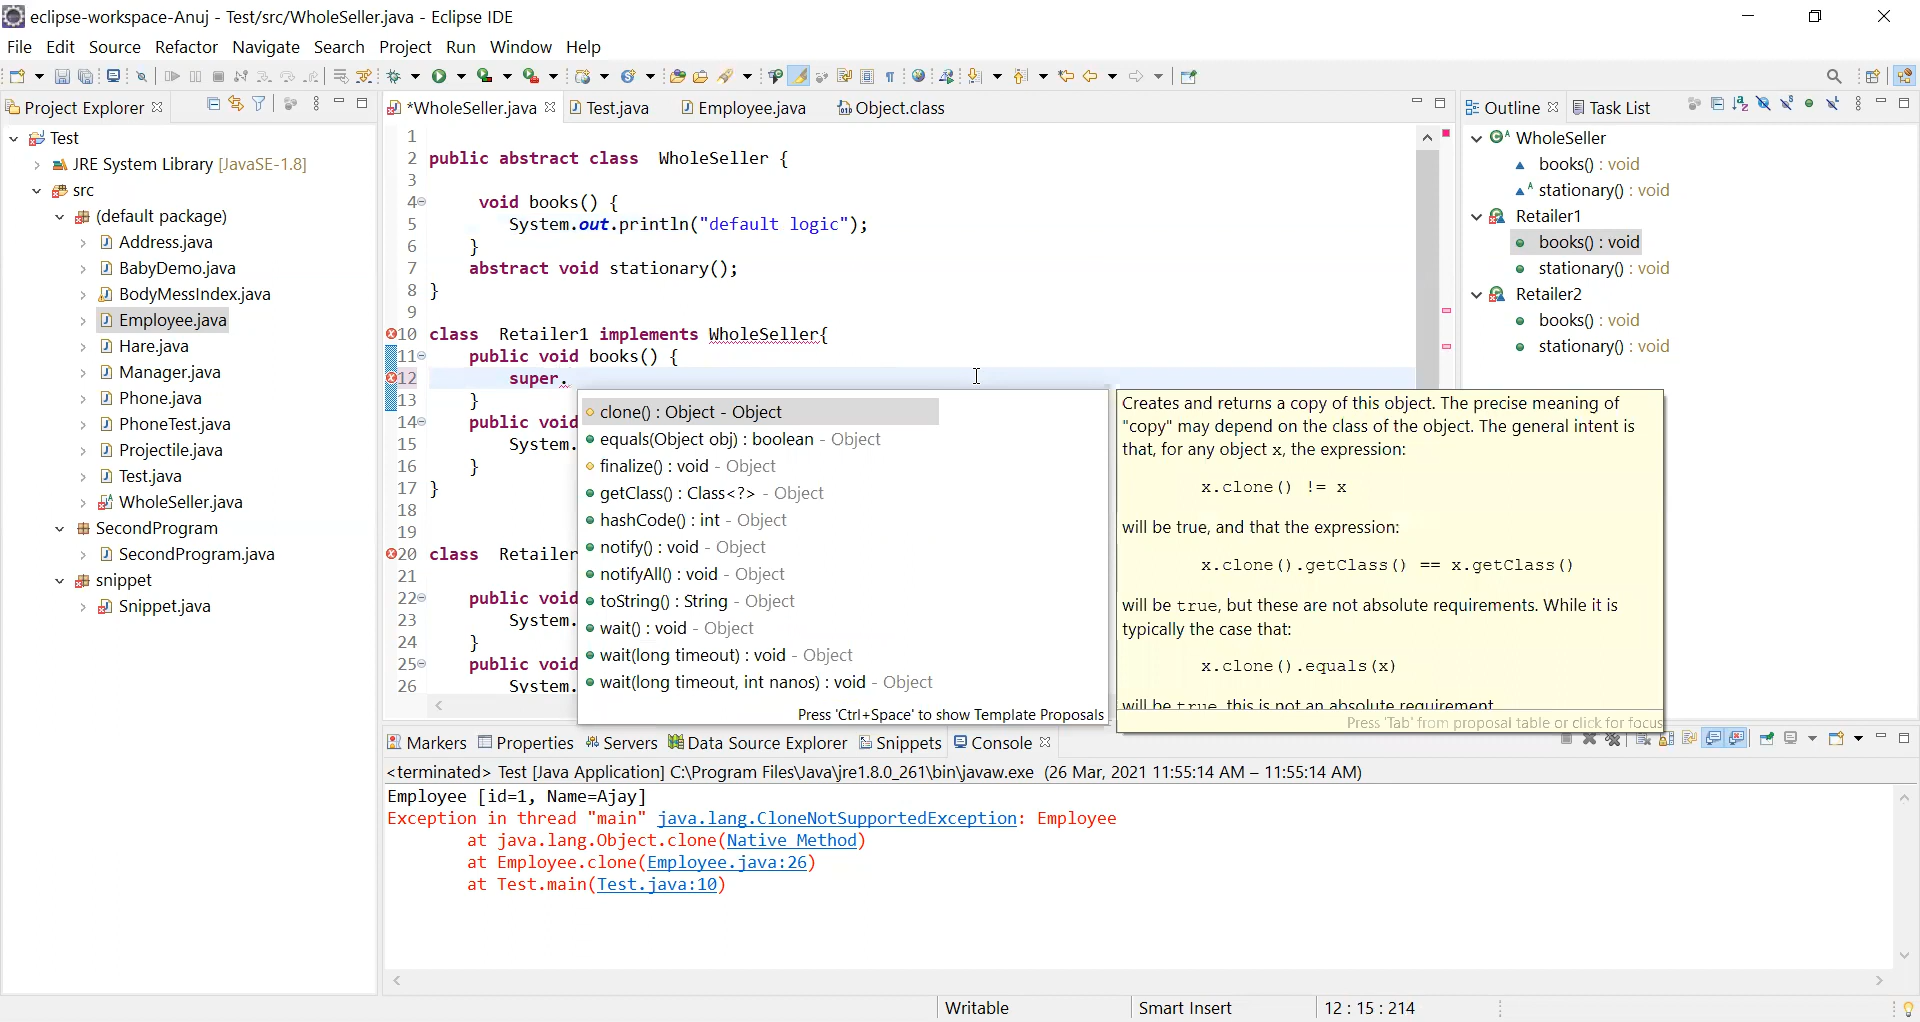 eclipse-workspace-Anuj - Test/src/WholeSeller.java - Eclipse IDE
File Edit Source Refactor Navigate Search Project Run Window Help
Project Explorer
Test
JRE System Library [JavaSE-1.8]
src
(default package)
Address.java
BabyDemo.java
BodyMessIndex.java
Employee.java
Hare.java
Manager.java
Phone.java
PhoneTest.java
Projectile.java
Test.java
WholeSeller.java
SecondProgram
SecondProgram.java
snippet
Snippet.java
*WholeSeller.java Test.java Employee.java Object.class
1
2 public abstract class WholeSeller {
3
4 void books() {
5 System.out.println("default logic");
6 }
7 abstract void stationary();
8 }
9
10 class Retailer1 implements WholeSeller{
11 public void books() {
12 super.
13 }
14 public void
15 System.
16 }
17 }
18
19
20 class Retailer
21
22 public void
23 System.
24 }
25 public void
26 System.
clone() : Object - Object
equals(Object obj) : boolean - Object
finalize() : void - Object
getClass() : Class<?> - Object
hashCode() : int - Object
notify() : void - Object
notifyAll() : void - Object
toString() : String - Object
wait() : void - Object
wait(long timeout) : void - Object
wait(long timeout, int nanos) : void - Object
Press 'Ctrl+Space' to show Template Proposals
Creates and returns a copy of this object. The precise meaning of
"copy" may depend on the class of the object. The general intent is
that, for any object x, the expression:
x.clone() != x
will be true, and that the expression:
x.clone().getClass() == x.getClass()
will be true, but these are not absolute requirements. While it is
typically the case that:
x.clone().equals(x)
will be true, this is not an absolute requirement.
Press 'Tab' from proposal table or click for focus
Outline Task List
WholeSeller
books() : void
stationary() : void
Retailer1
books() : void
stationary() : void
Retailer2
books() : void
stationary() : void
Markers Properties Servers Data Source Explorer Snippets Console
<terminated> Test [Java Application] C:\Program Files\Java\jre1.8.0_261\bin\javaw.exe (26 Mar, 2021 11:55:14 AM – 11:55:14 AM)
Employee [id=1, Name=Ajay]
Exception in thread "main" java.lang.CloneNotSupportedException: Employee
at java.lang.Object.clone(Native Method)
at Employee.clone(Employee.java:26)
at Test.main(Test.java:10)
Writable Smart Insert 12 : 15 : 214